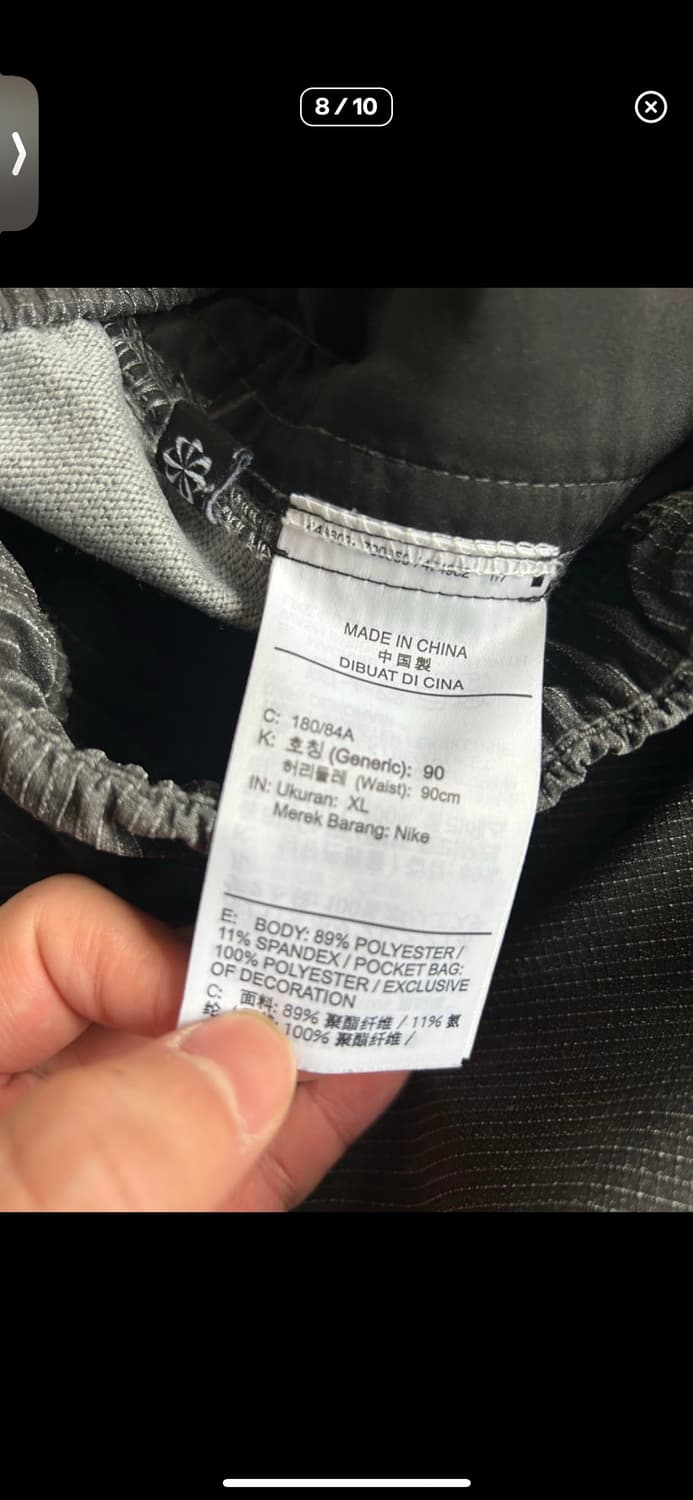 8/10
MADE IN CHINA
中国製
DIBUAT DI CINA
C: 180/84A
K: 호칭 (Generic): 90
허리둘레 (Waist): 90cm
IN: Ukuran: XL
Merek Barang: Nike
E: BODY: 89% POLYESTER /
11% SPANDEX / POCKET BAG:
100% POLYESTER / EXCLUSIVE
OF DECORATION
C: 面料: 89% 聚酯纤维 / 11% 氨
纶 100% 聚酯纤维 /